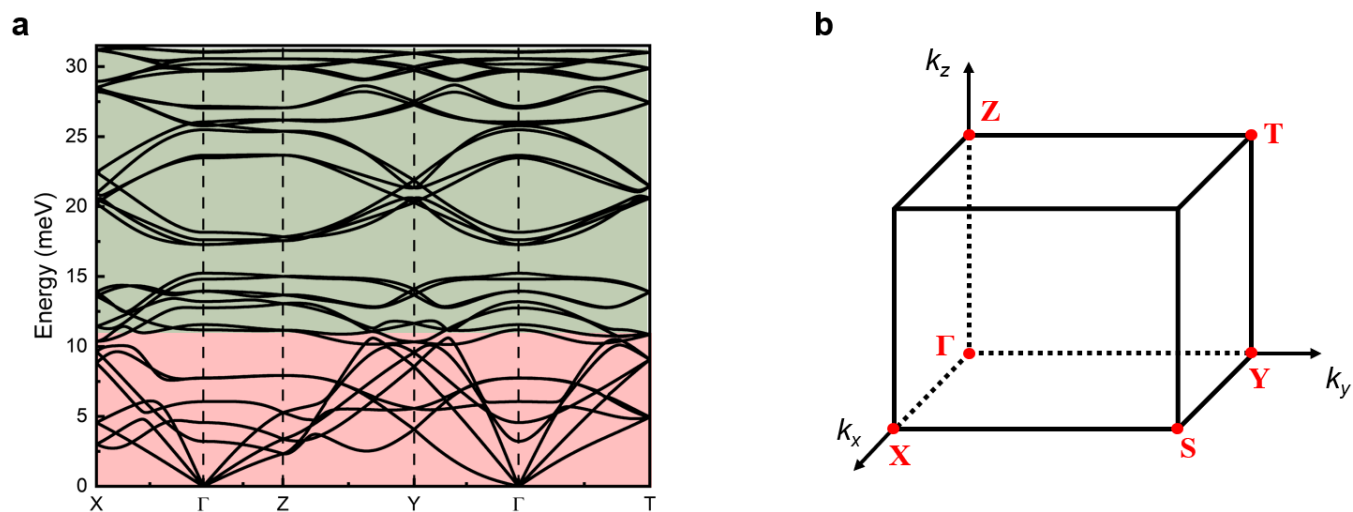 a
30
25
20
15
10
5
0
Energy (meV)
X Γ Z Y Γ T
b
k_z
Z
T
Γ
Y
k_y
k_x
X
S